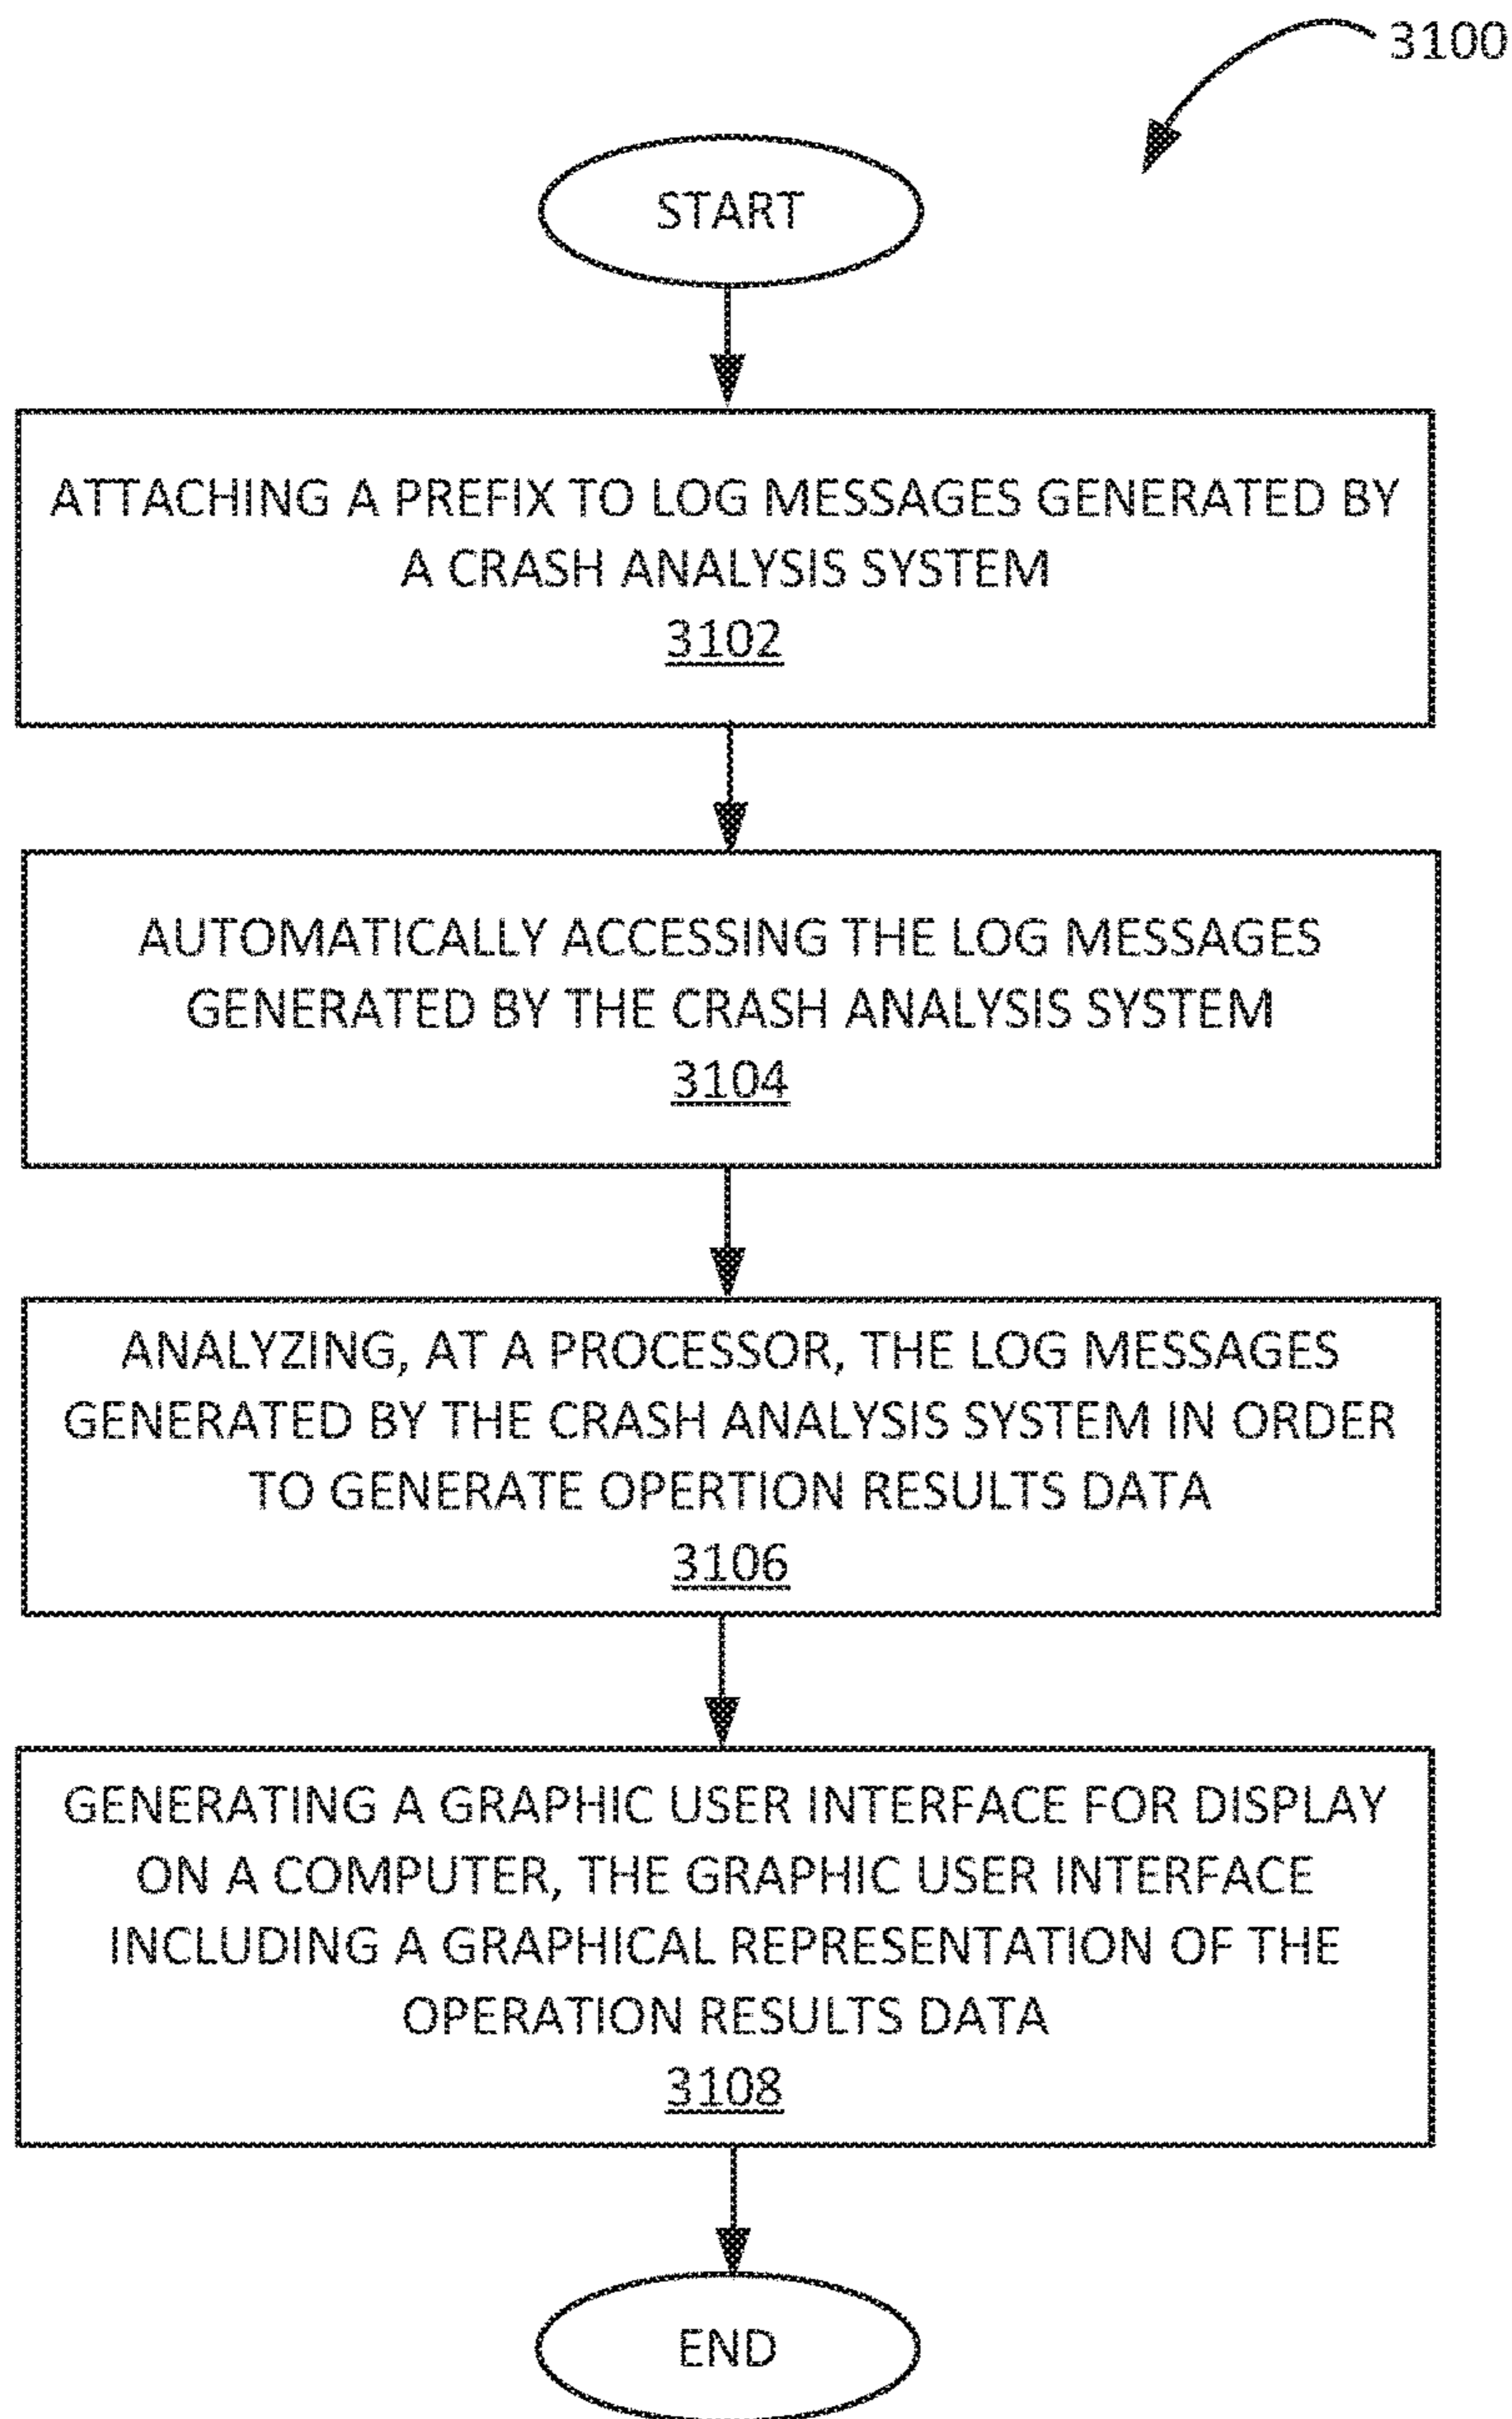 3100
START
ATTACHING A PREFIX TO LOG MESSAGES GENERATED BY
A CRASH ANALYSIS SYSTEM
3102
AUTOMATICALLY ACCESSING THE LOG MESSAGES
GENERATED BY THE CRASH ANALYSIS SYSTEM
3104
ANALYZING, AT A PROCESSOR, THE LOG MESSAGES
GENERATED BY THE CRASH ANALYSIS SYSTEM IN ORDER
TO GENERATE OPERTION RESULTS DATA
3106
GENERATING A GRAPHIC USER INTERFACE FOR DISPLAY
ON A COMPUTER, THE GRAPHIC USER INTERFACE
INCLUDING A GRAPHICAL REPRESENTATION OF THE
OPERATION RESULTS DATA
3108
END